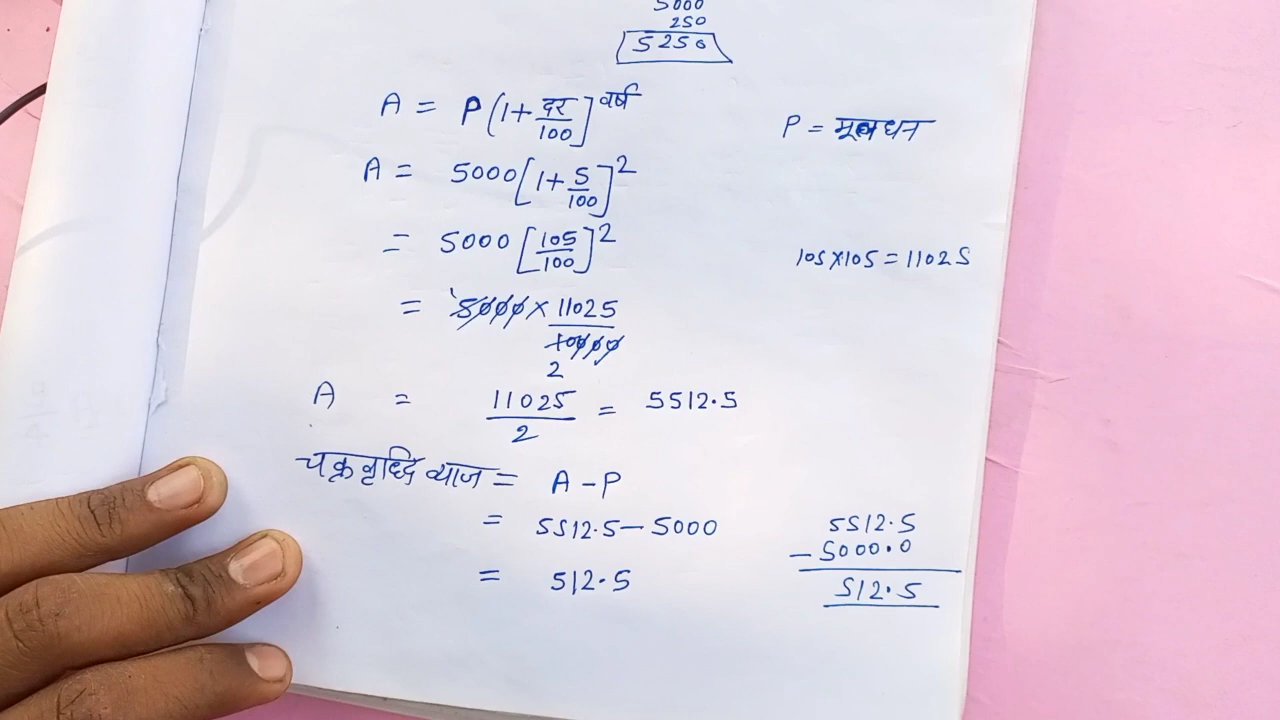 5000
250
5250
A = P(1+दर/100]^वर्ष
P = मूलधन
A = 5000[1+5/100]^2
= 5000[105/100]^2
105×105=11025
= 5000×11025/10000
1
2
A = 11025/2 = 5512.5
चक्रवृध्दि ब्याज = A-P
= 5512.5-5000
= 512.5
5512.5
-5000.0
512.5